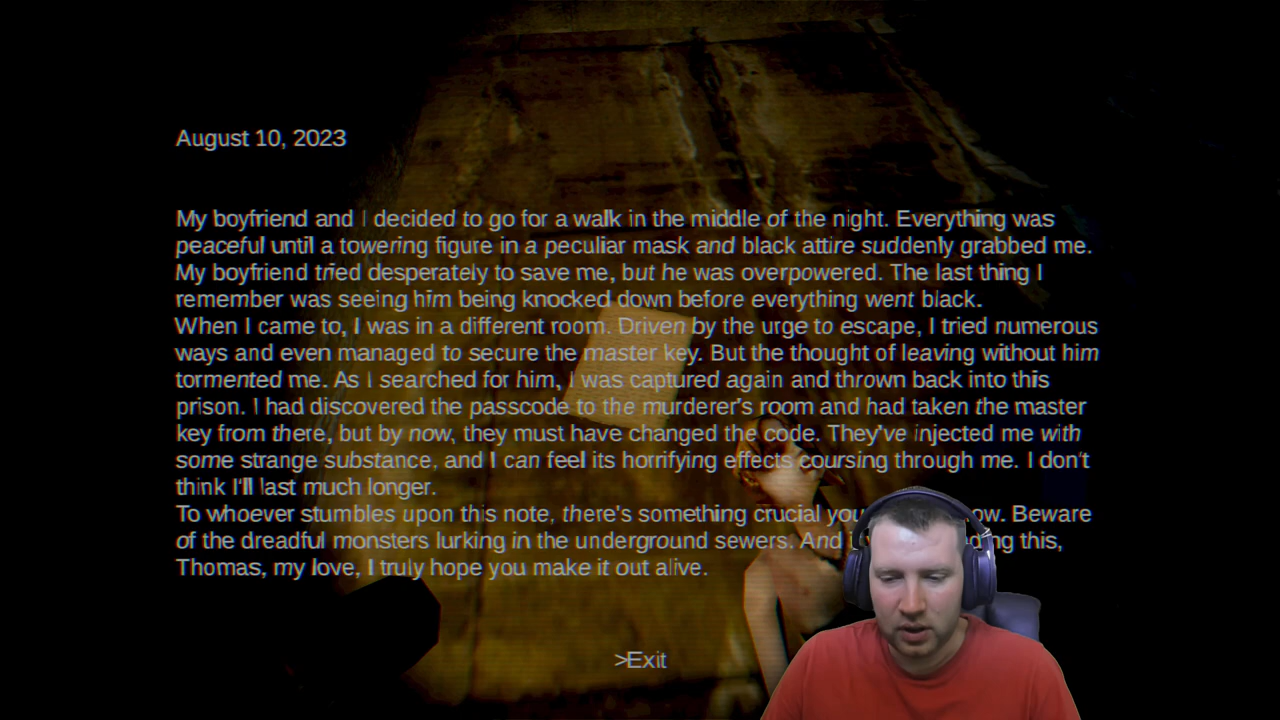 August 10, 2023
My boyfriend and I decided to go for a walk in the middle of the night. Everything was
peaceful until a towering figure in a peculiar mask and black attire suddenly grabbed me.
My boyfriend tried desperately to save me, but he was overpowered. The last thing I
remember was seeing him being knocked down before everything went black.
When I came to, I was in a different room. Driven by the urge to escape, I tried numerous
ways and even managed to secure the master key. But the thought of leaving without him
tormented me. As I searched for him, I was captured again and thrown back into this
prison. I had discovered the passcode to the murderer's room and had taken the master
key from there, but by now, they must have changed the code. They've injected me with
some strange substance, and I can feel its horrifying effects coursing through me. I don't
think I'll last much longer.
To whoever stumbles upon this note, there's something crucial you Beware
of the dreadful monsters lurking in the underground sewers. And this,
Thomas, my love, I truly hope you make it out alive.
>Exit